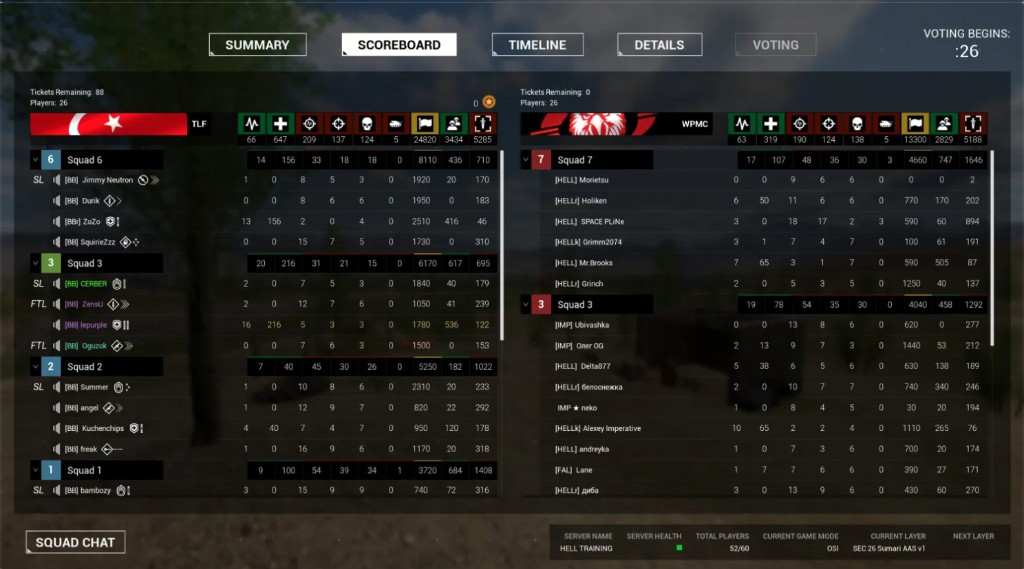 SUMMARY SCOREBOARD TIMELINE DETAILS VOTING
VOTING BEGINS:
:26
Tickets Remaining: 88
Players: 26
0
TLF
66 647 209 137 124 5 24820 3434 5285
6 Squad 6 14 156 33 18 18 0 8110 436 710
SL [BB] Jimmy Neutron 1 0 8 5 3 0 1920 20 170
[BB] Durik 0 0 8 6 6 0 1950 0 183
[BBr] ZoZo 13 156 2 0 4 0 2510 416 46
[BB] SquirieZzz 0 0 15 7 5 0 1730 0 310
3 Squad 3 20 216 31 21 15 0 6170 617 695
SL [BB] CERBER 2 0 7 5 3 0 1840 40 179
FTL [BB] ZensU 2 0 12 7 6 0 1050 41 239
[BB] lepurple 16 216 5 3 3 0 1780 536 122
FTL [BB] Oguzok 0 0 7 6 3 0 1500 0 153
2 Squad 2 7 40 45 30 26 0 5250 182 1022
SL [BB] Summer 1 0 10 8 6 0 2310 20 233
[BB] angel 1 0 12 9 7 0 820 22 292
[BB] Kuchenchips 4 40 7 4 7 0 950 120 178
[BB] freak 1 0 16 9 6 0 1170 20 318
1 Squad 1 9 100 54 39 34 1 3720 684 1408
SL [BB] bambozy 3 0 15 9 9 0 740 72 316
Tickets Remaining: 0
Players: 26
WPMC
63 319 190 124 138 5 13300 2829 5188
7 Squad 7 17 107 48 36 30 3 4660 747 1646
[HELL] Morietsu 0 0 9 6 6 0 0 0 2
[HELLr] Holiken 6 50 11 6 6 0 770 170 202
[HELL] SPACE PLiNe 3 0 18 17 2 3 590 60 894
[HELLk] Grimm2074 3 1 7 4 7 0 100 61 191
[HELL] Mr.Brooks 7 65 3 1 7 0 590 505 87
[HELLr] Grinch 2 0 5 3 5 0 1250 40 137
3 Squad 3 19 78 54 35 30 0 4040 458 1292
[IMP] Ubivashka 0 0 13 8 6 0 620 0 277
[IMP] Олег OG 2 13 9 7 3 0 1440 53 212
[HELL] Delta877 5 38 6 5 6 0 630 138 189
[HELLr] белоснежка 2 0 10 7 7 0 740 340 246
IMP ★ neko 1 0 8 4 5 0 30 20 194
[HELLk] Alexey Imperative 10 65 2 2 4 0 1110 265 76
[HELL] andreyka 1 0 7 3 4 0 700 20 174
[FAL] Lane 1 7 7 6 6 0 390 27 171
[HELLr] диба 3 0 13 9 6 0 430 60 270
SQUAD CHAT
SERVER NAME SERVER HEALTH TOTAL PLAYERS CURRENT GAME MODE CURRENT LAYER NEXT LAYER
HELL TRAINING 52/60 OSI SEC 26 Sumari AAS v1